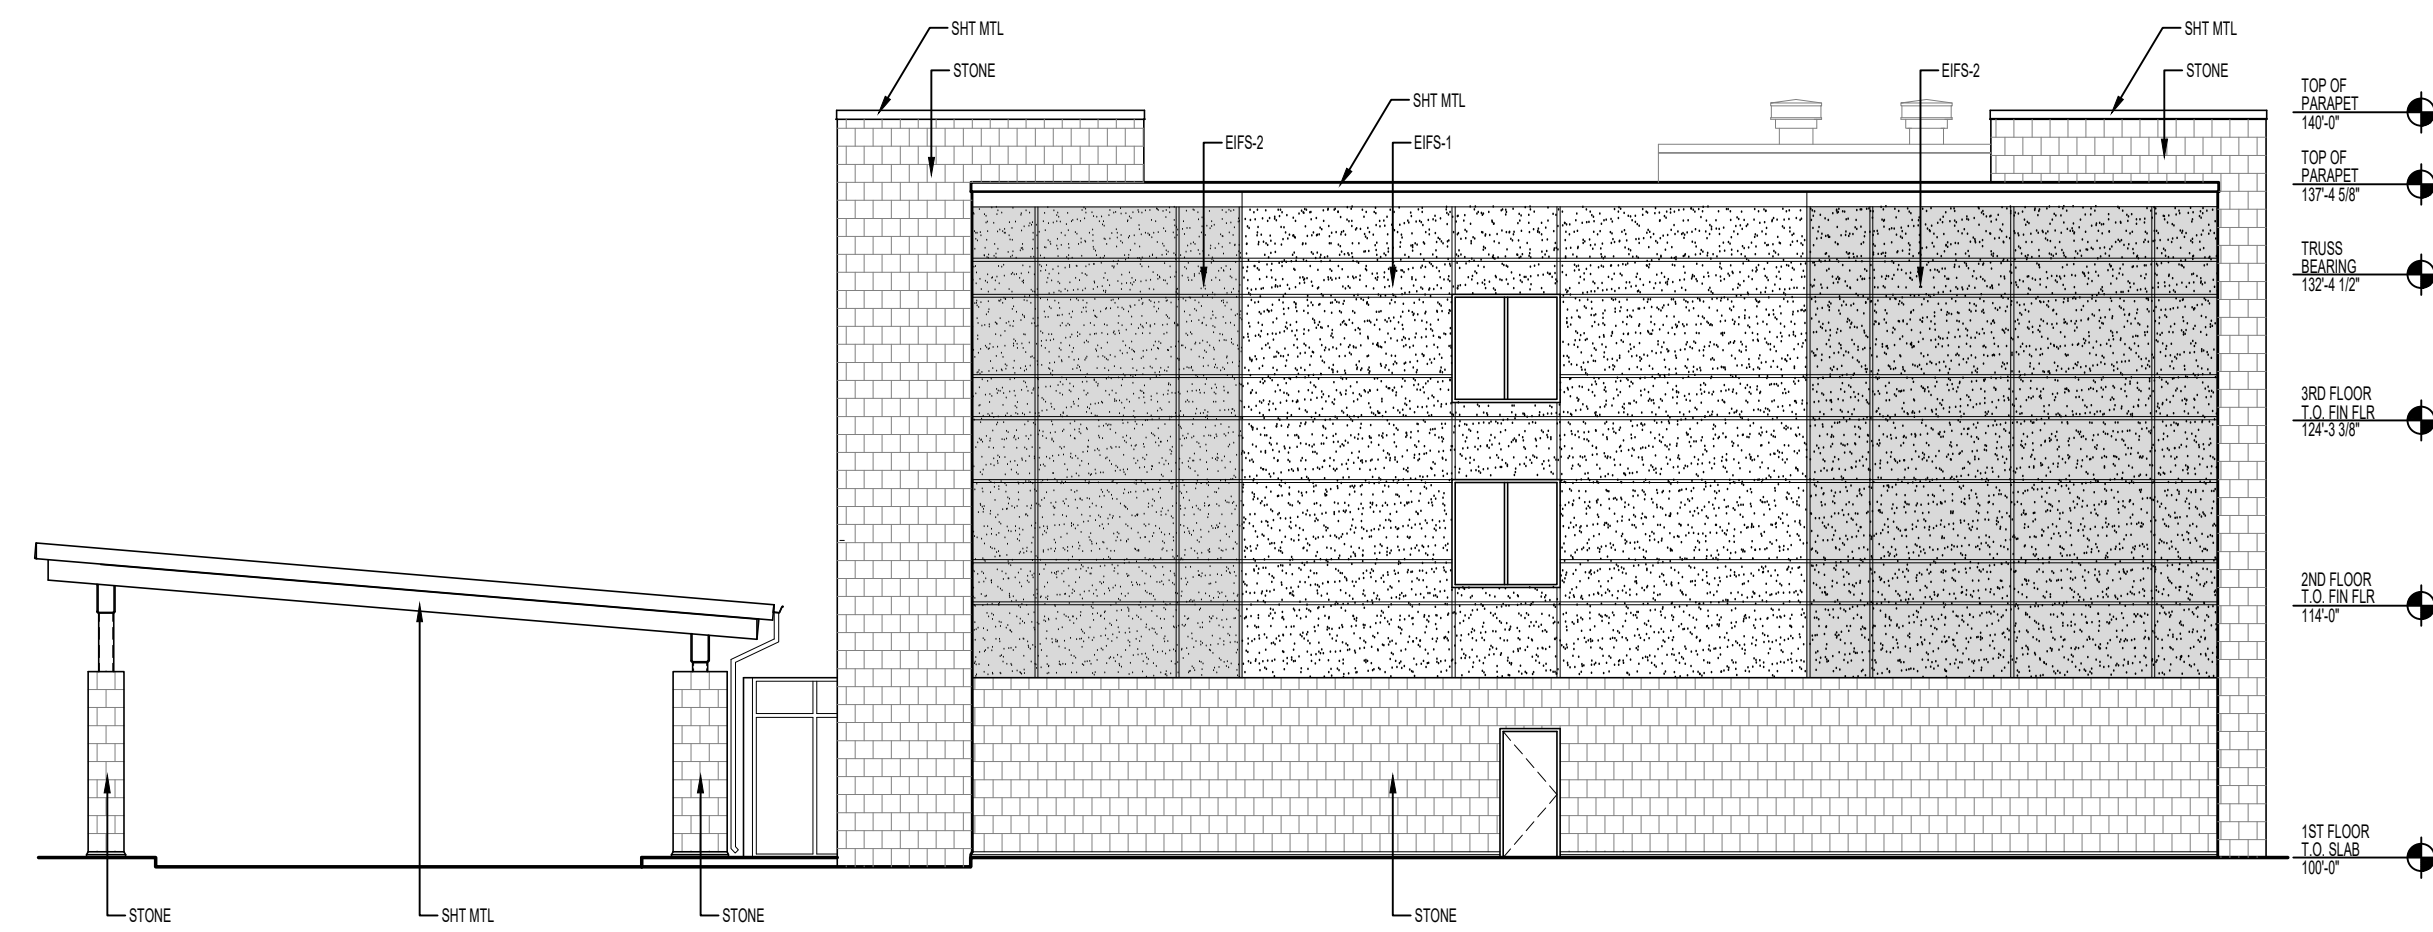 SHT MTL
STONE
SHT MTL
EIFS-2
EIFS-1
EIFS-2
SHT MTL
STONE
TOP OF
PARAPET
140'-0"
TOP OF
PARAPET
137'-4 5/8"
TRUSS
BEARING
132'-4 1/2"
3RD FLOOR
T.O. FIN FLR
124'-3 3/8"
2ND FLOOR
T.O. FIN FLR
114'-0"
1ST FLOOR
T.O. SLAB
100'-0"
STONE
SHT MTL
STONE
STONE